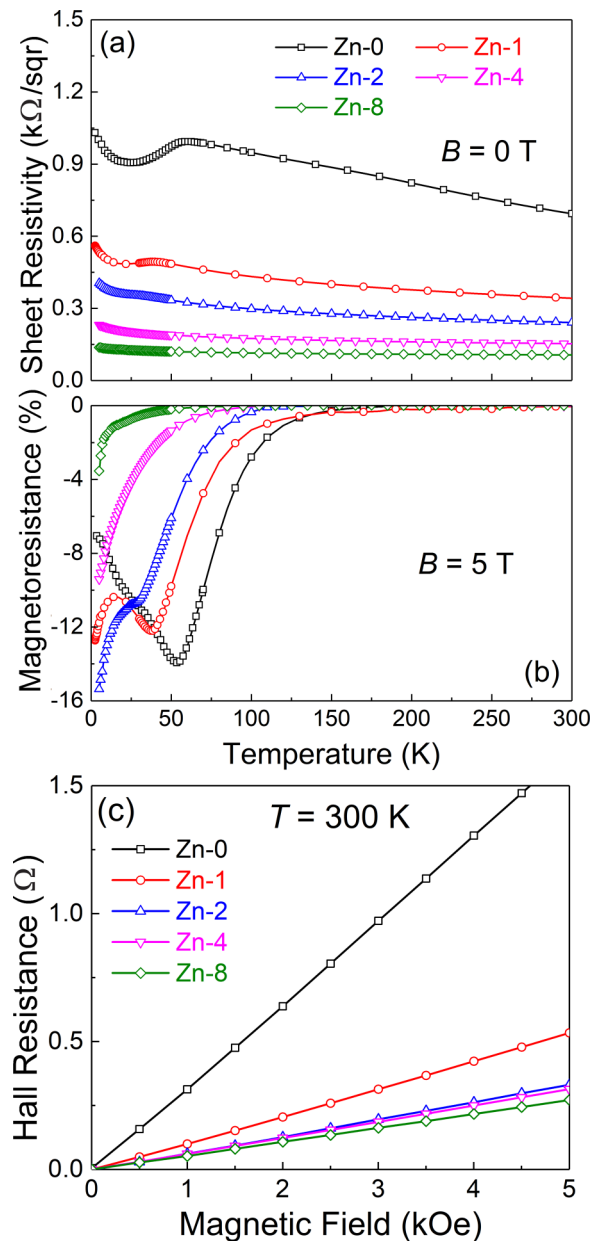 (a)
Zn-0 Zn-1
Zn-2 Zn-4
Zn-8
B = 0 T
Sheet Resistivity (kΩ/sqr)
1.5
1.2
0.9
0.6
0.3
0.0
Magnetoresistance (%)
0
-4
-8
-12
-16
B = 5 T
(b)
0 50 100 150 200 250 300
Temperature (K)
(c)
T = 300 K
Zn-0
Zn-1
Zn-2
Zn-4
Zn-8
Hall Resistance (Ω)
1.5
1.0
0.5
0.0
0 1 2 3 4 5
Magnetic Field (kOe)